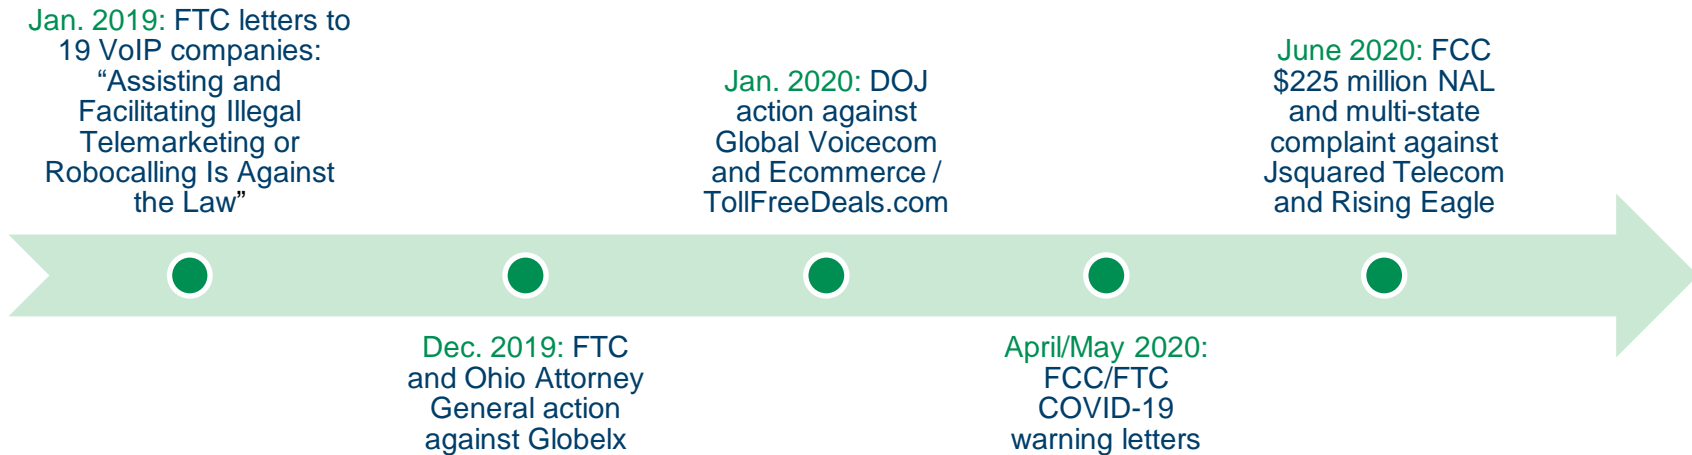 Jan. 2019: FTC letters to
19 VoIP companies:
“Assisting and
Facilitating Illegal
Telemarketing or
Robocalling Is Against
the Law”
Dec. 2019: FTC
and Ohio Attorney
General action
against Globelx
Jan. 2020: DOJ
action against
Global Voicecom
and Ecommerce /
TollFreeDeals.com
April/May 2020:
FCC/FTC
COVID-19
warning letters
June 2020: FCC
$225 million NAL
and multi-state
complaint against
Jsquared Telecom
and Rising Eagle